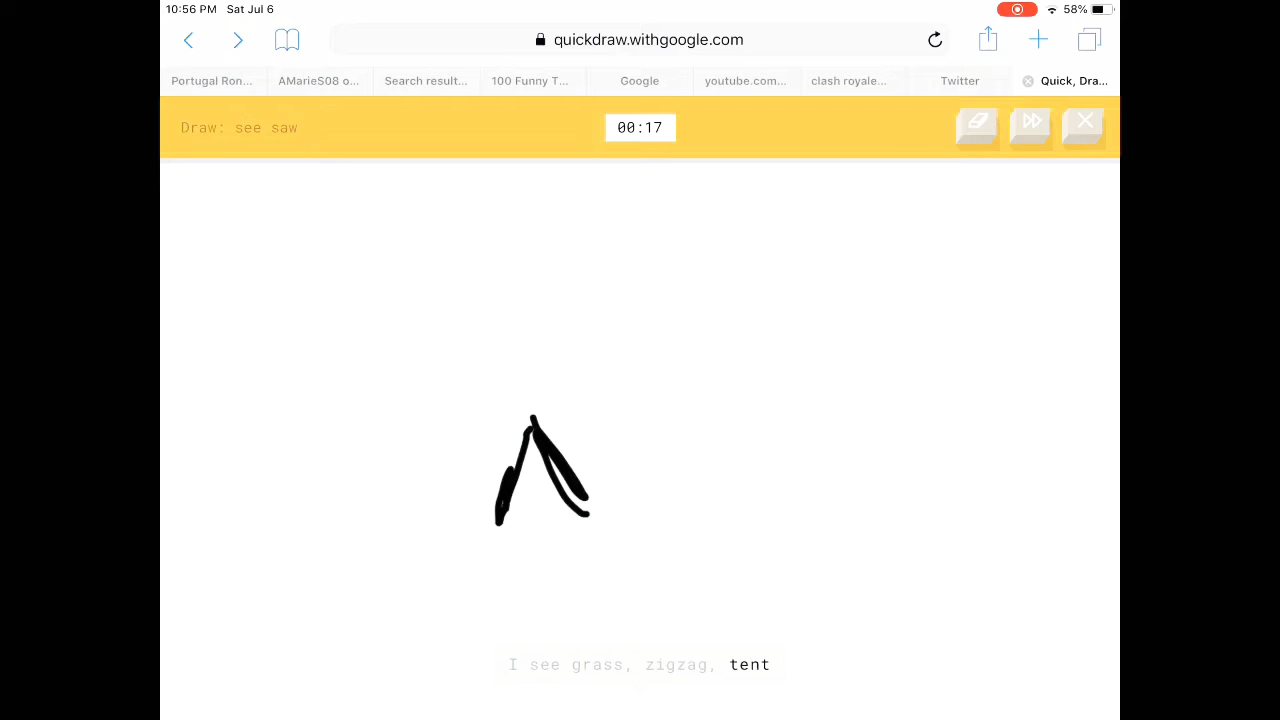 10:56 PM Sat Jul 6 58%
quickdraw.withgoogle.com
Portugal Ron... AMarieS08 o... Search result... 100 Funny T... Google youtube.com... clash royale... Twitter Quick, Dra...
Draw: see saw 00:17
I see grass, zigzag, tent